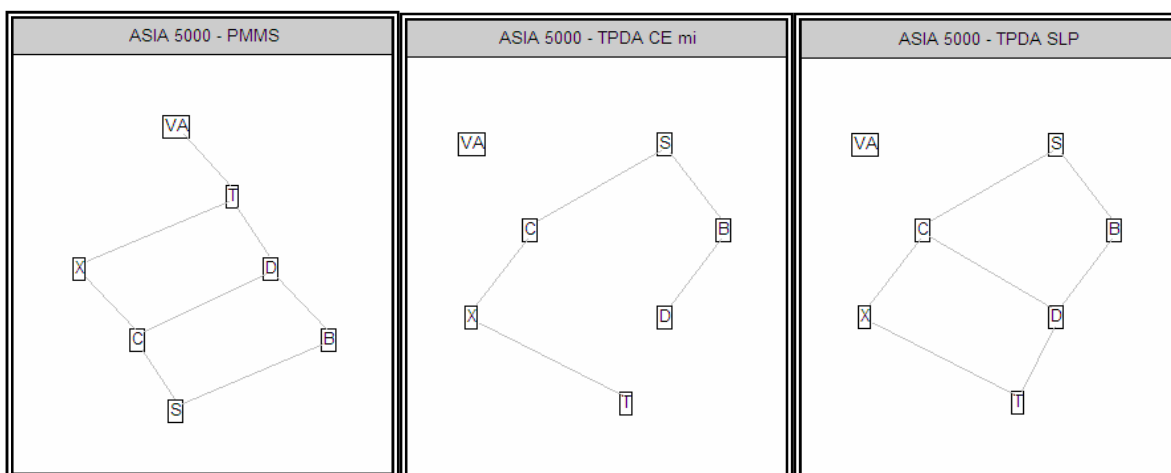 ASIA 5000 - PMMS
VA
T
X
D
C
B
S
ASIA 5000 - TPDA CE mi
VA
S
C
B
X
D
T
ASIA 5000 - TPDA SLP
VA
S
C
B
X
D
T